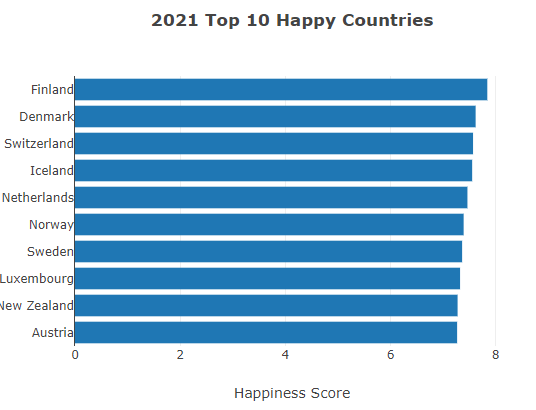 2021 Top 10 Happy Countries
Finland
Denmark
Switzerland
Iceland
Netherlands
Norway
Sweden
Luxembourg
New Zealand
Austria
0 2 4 6 8
Happiness Score